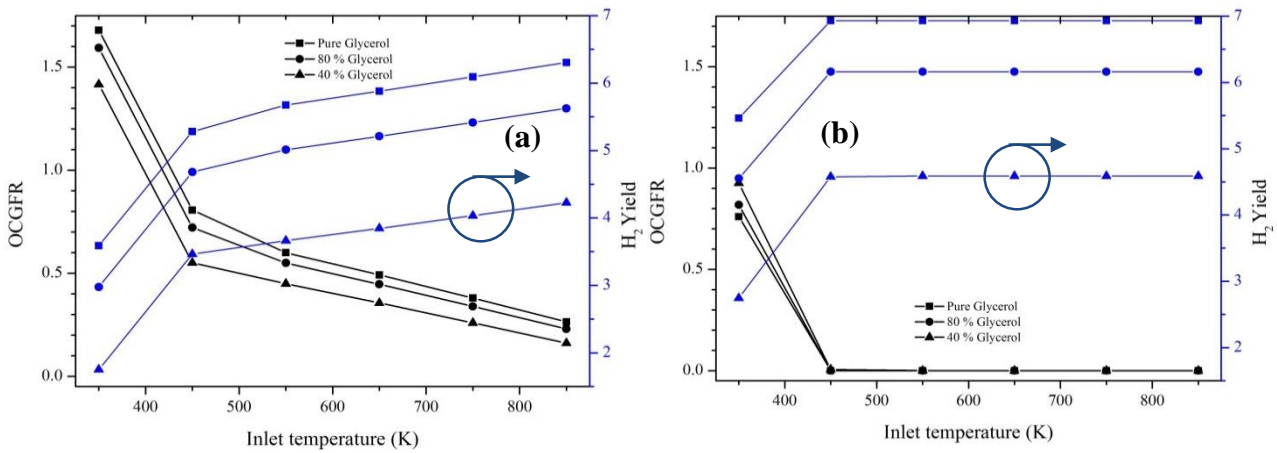 1.5
1.0
0.5
0.0
OCGFR
400 500 600 700 800
Inlet temperature (K)
7
6
5
4
3
2
H2 Yield
Pure Glycerol
80 % Glycerol
40 % Glycerol
(a)
1.5
1.0
0.5
0.0
OCGFR
400 500 600 700 800
Inlet temperature (K)
7
6
5
4
3
2
H2 Yield
(b)
Pure Glycerol
80 % Glycerol
40 % Glycerol